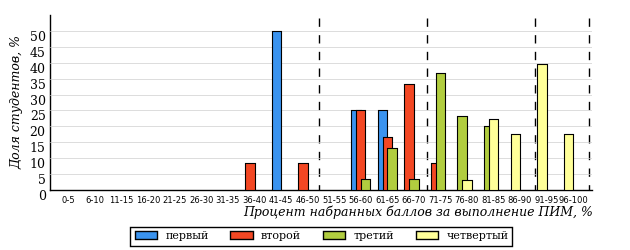 Доля студентов, %
50
45
40
35
30
25
20
15
10
5
0
0-5 6-10 11-15 16-20 21-25 26-30 31-35 36-40 41-45 46-50 51-55 56-60 61-65 66-70 71-75 76-80 81-85 86-90 91-95 96-100
Процент набранных баллов за выполнение ПИМ, %
первый второй третий четвертый